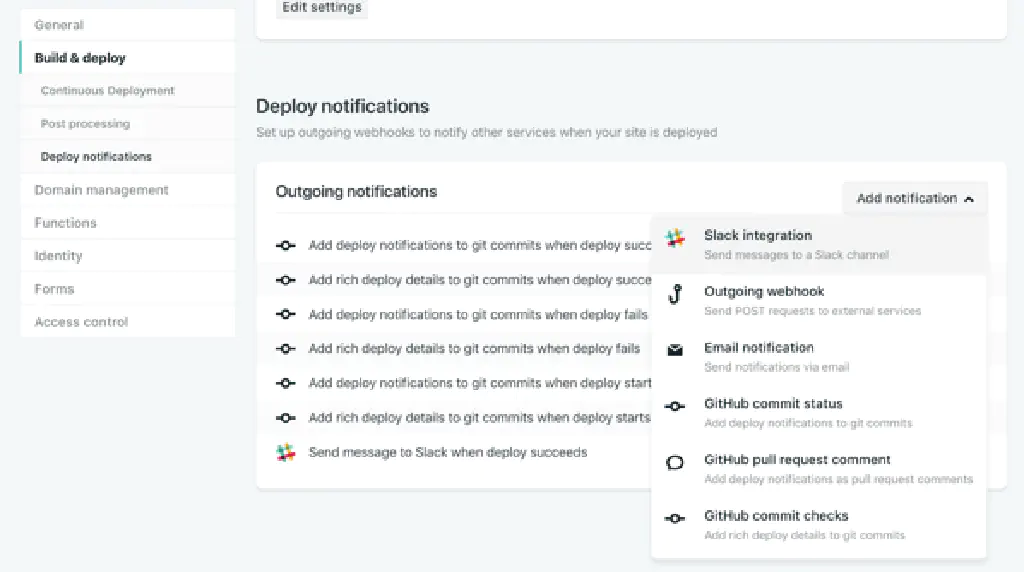 General
Build & deploy
Continuous Deployment
Post processing
Deploy notifications
Domain management
Functions
Identity
Forms
Access control
Edit settings
Deploy notifications
Set up outgoing webhooks to notify other services when your site is deployed
Outgoing notifications
Add notification
Add deploy notifications to git commits when deploy succ
Add rich deploy details to git commits when deploy succe
Add deploy notifications to git commits when deploy fails
Add rich deploy details to git commits when deploy fails
Add deploy notifications to git commits when deploy start
Add rich deploy details to git commits when deploy starts
Send message to Slack when deploy succeeds
Slack integration
Send messages to a Slack channel
Outgoing webhook
Send POST requests to external services
Email notification
Send notifications via email
GitHub commit status
Add deploy notifications to git commits
GitHub pull request comment
Add deploy notifications as pull request comments
GitHub commit checks
Add rich deploy details to git commits